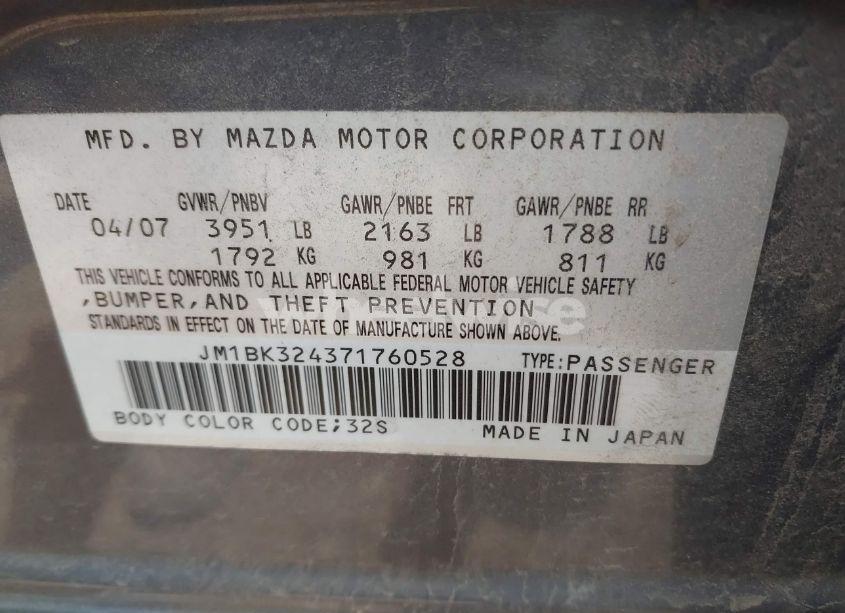 MFD. BY MAZDA MOTOR CORPORATION
DATE GVWR/PNBV GAWR/PNBE FRT GAWR/PNBE RR
04/07 3951 LB 2163 LB 1788 LB
1792 KG 981 KG 811 KG
THIS VEHICLE CONFORMS TO ALL APPLICABLE FEDERAL MOTOR VEHICLE SAFETY
,BUMPER,AND THEFT PREVENTION
STANDARDS IN EFFECT ON THE DATE OF MANUFACTURE SHOWN ABOVE.
JM1BK324371760528 TYPE:PASSENGER
BODY COLOR CODE;32S MADE IN JAPAN